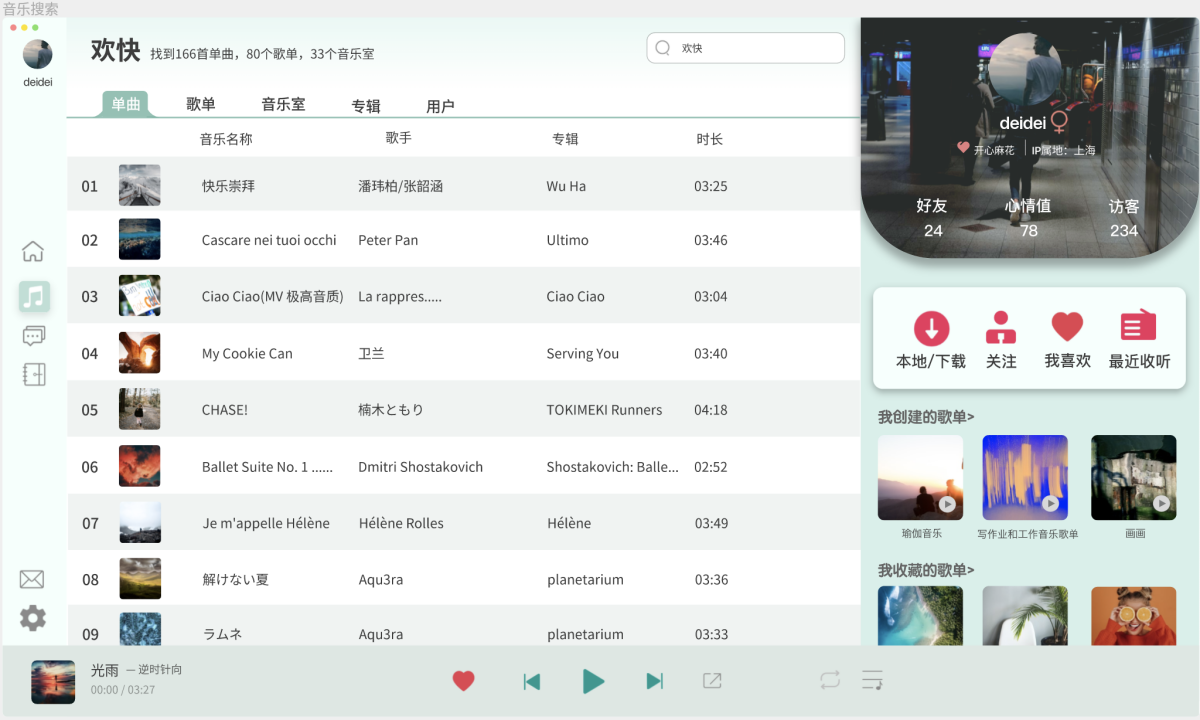 音乐搜索
deidei
欢快 找到166首单曲，80个歌单，33个音乐室
欢快
单曲 歌单 音乐室 专辑 用户
音乐名称 歌手 专辑 时长
01 快乐崇拜 潘玮柏/张韶涵 Wu Ha 03:25
02 Cascare nei tuoi occhi Peter Pan Ultimo 03:46
03 Ciao Ciao(MV 极高音质) La rappres..... Ciao Ciao 03:04
04 My Cookie Can 卫兰 Serving You 03:40
05 CHASE! 楠木ともり TOKIMEKI Runners 04:18
06 Ballet Suite No. 1 ...... Dmitri Shostakovich Shostakovich: Balle... 02:52
07 Je m'appelle Hélène Hélène Rolles Hélène 03:49
08 解けない夏 Aqu3ra planetarium 03:36
09 ラムネ Aqu3ra planetarium 03:33
deidei
开心麻花 IP属地：上海
好友 心情值 访客
24 78 234
本地/下载 关注 我喜欢 最近收听
我创建的歌单>
瑜伽音乐 写作业和工作音乐歌单 画画
我收藏的歌单>
光雨 — 逆时针向
00:00 / 03:27